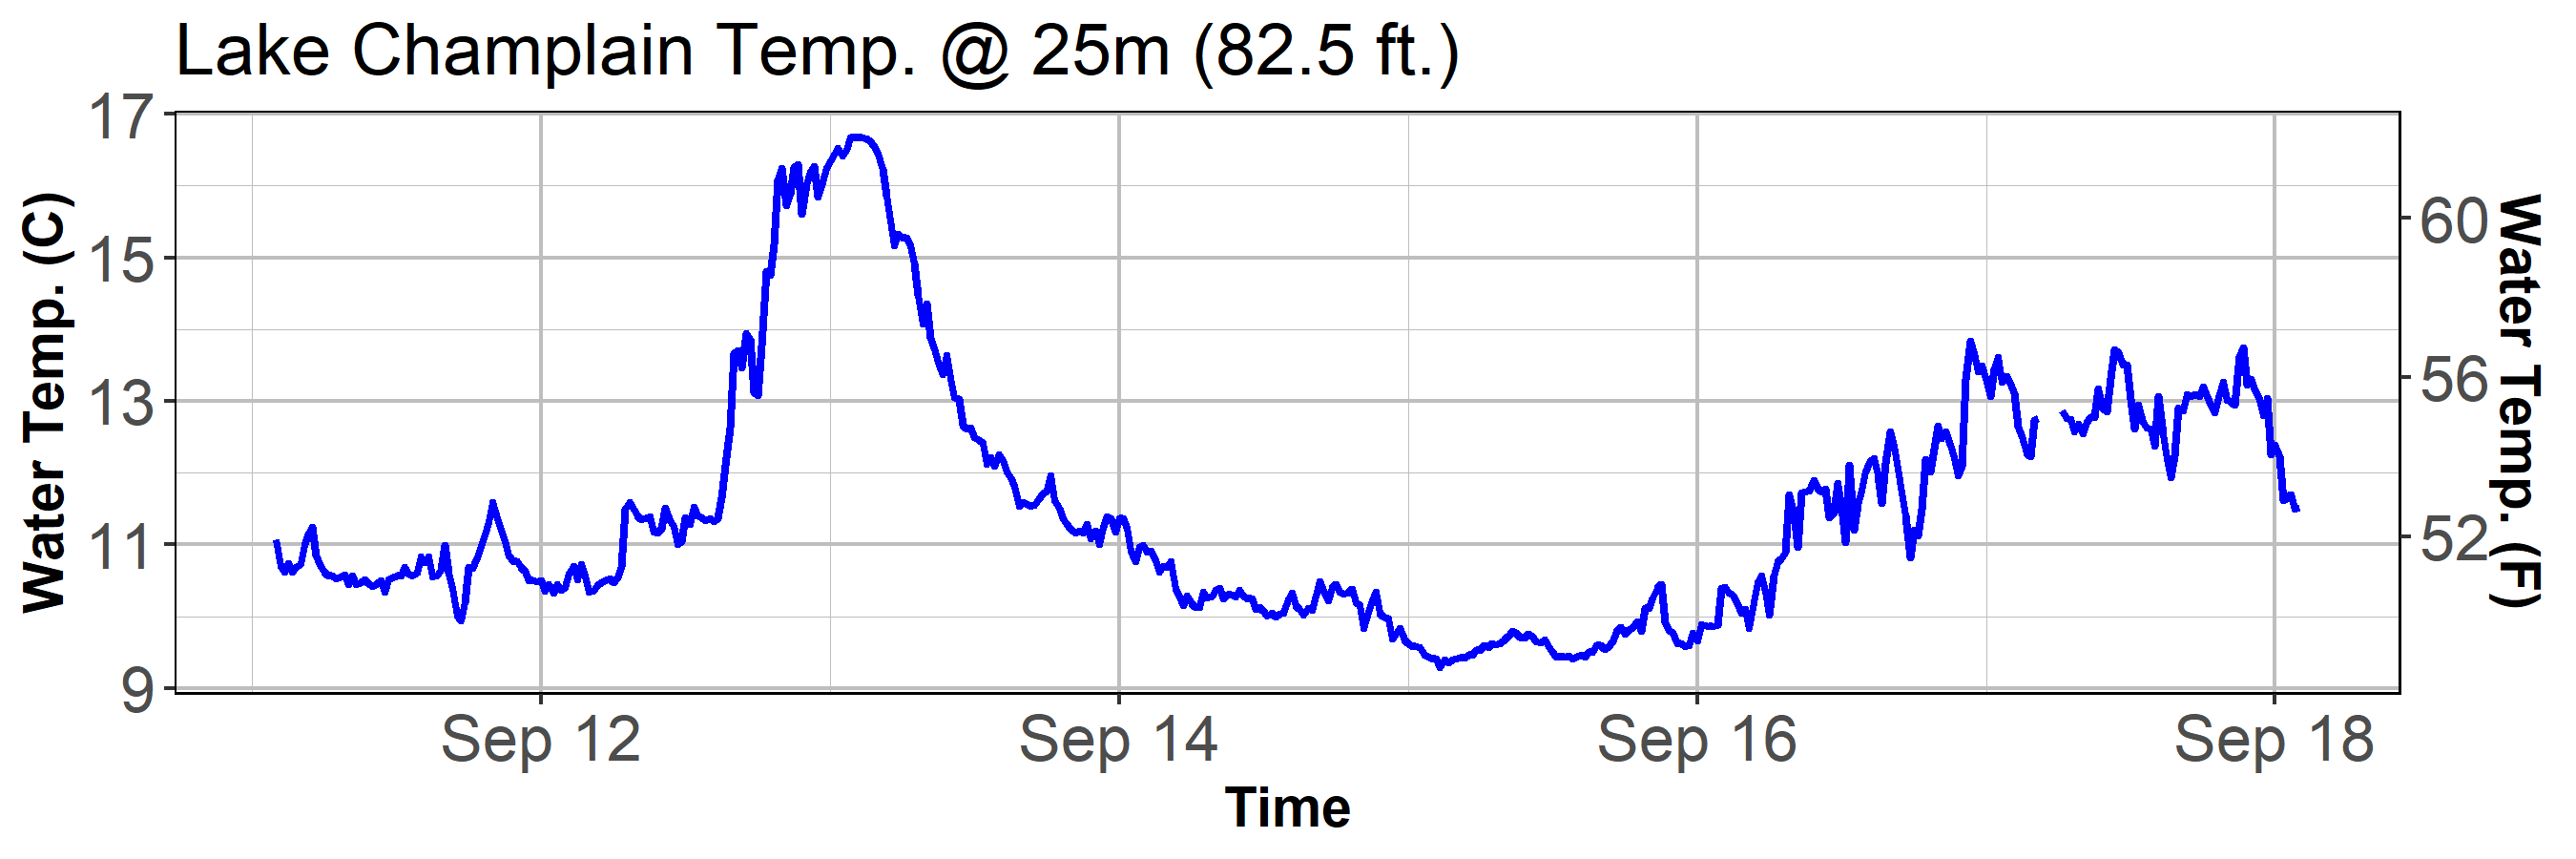 Lake Champlain Temp. @ 25m (82.5 ft.)
Water Temp. (C)
17
15
13
11
9
60
56
52
Water Temp. (F)
Sep 12
Sep 14
Sep 16
Sep 18
Time